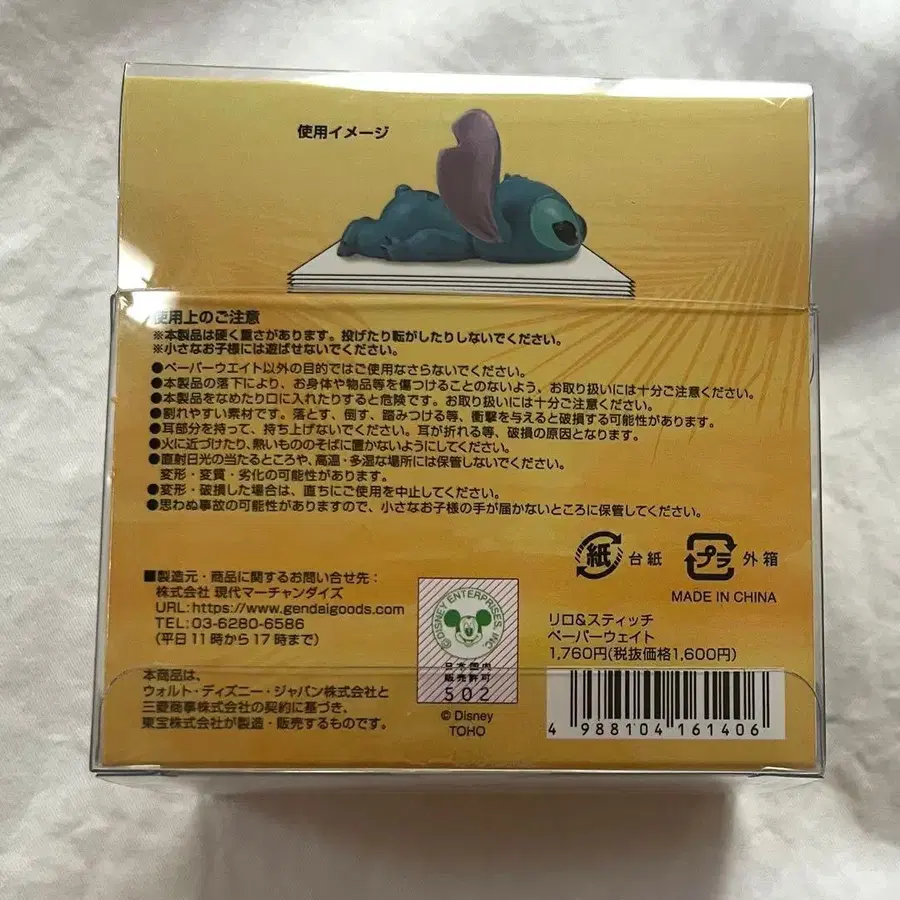 使用イメージ
使用上のご注意
※本製品は硬く重さがあります。投げたり転がしたりしないでください。
※小さなお子様には遊ばせないでください。
●ペーパーウエイト以外の目的ではご使用なさらないでください。
●本製品の落下により、お身体や物品等を傷つけることのないよう、お取り扱いには十分ご注意ください。
●本製品をなめたり口に入れたりすると危険です。お取り扱いには十分ご注意ください。
●割れやすい素材です。落とす、倒す、踏みつける等、衝撃を与えると破損する可能性があります。
●耳部分を持って、持ち上げないでください。耳が折れる等、破損の原因となります。
●火に近づけたり、熱いもののそばに置かないようにしてください。
●直射日光の当たるところや、高温・多湿な場所には保管しないでください。
変形・変質・劣化の可能性があります。
●変形・破損した場合は、直ちにご使用を中止してください。
●思わぬ事故の可能性がありますので、小さなお子様の手が届かないところに保管してください。
紙 台紙 プラ 外箱
MADE IN CHINA
■製造元・商品に関するお問い合せ先：
株式会社 現代マーチャンダイズ
URL:https://www.gendaigoods.com
TEL:03-6280-6586
(平日11時から17時まで)
本商品は、
ウォルト・ディズニー・ジャパン株式会社と
三菱商事株式会社の契約に基づき、
東宝株式会社が製造・販売するものです。
©DISNEY ENTERPRISES, INC.
日本国内
販売許可
502
© Disney
TOHO
リロ&スティッチ
ペーパーウェイト
1,760円(税抜価格1,600円)
4 988104 161406